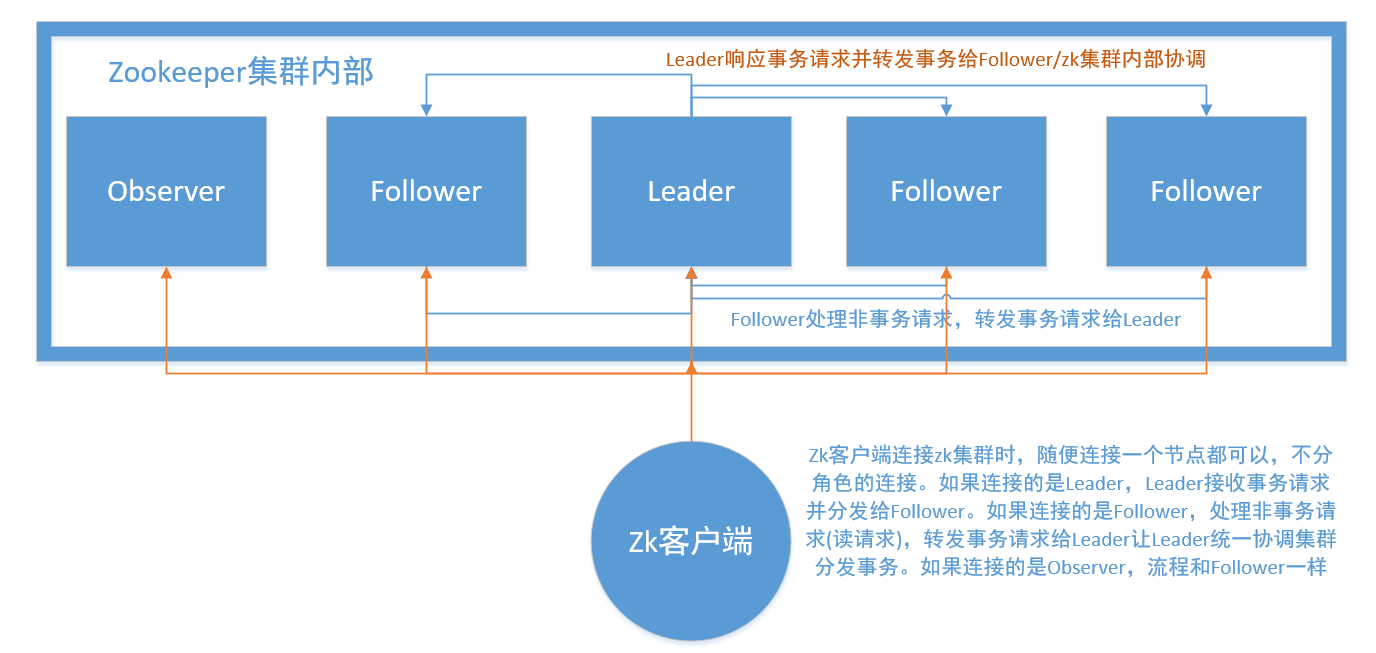 Zookeeper集群内部
Leader响应事务请求并转发事务给Follower/zk集群内部协调
Observer
Follower
Leader
Follower
Follower
Follower处理非事务请求，转发事务请求给Leader
Zk客户端
Zk客户端连接zk集群时，随便连接一个节点都可以，不分
角色的连接。如果连接的是Leader，Leader接收事务请求
并分发给Follower。如果连接的是Follower，处理非事务请
求(读请求)，转发事务请求给Leader让Leader统一协调集群
分发事务。如果连接的是Observer，流程和Follower一样